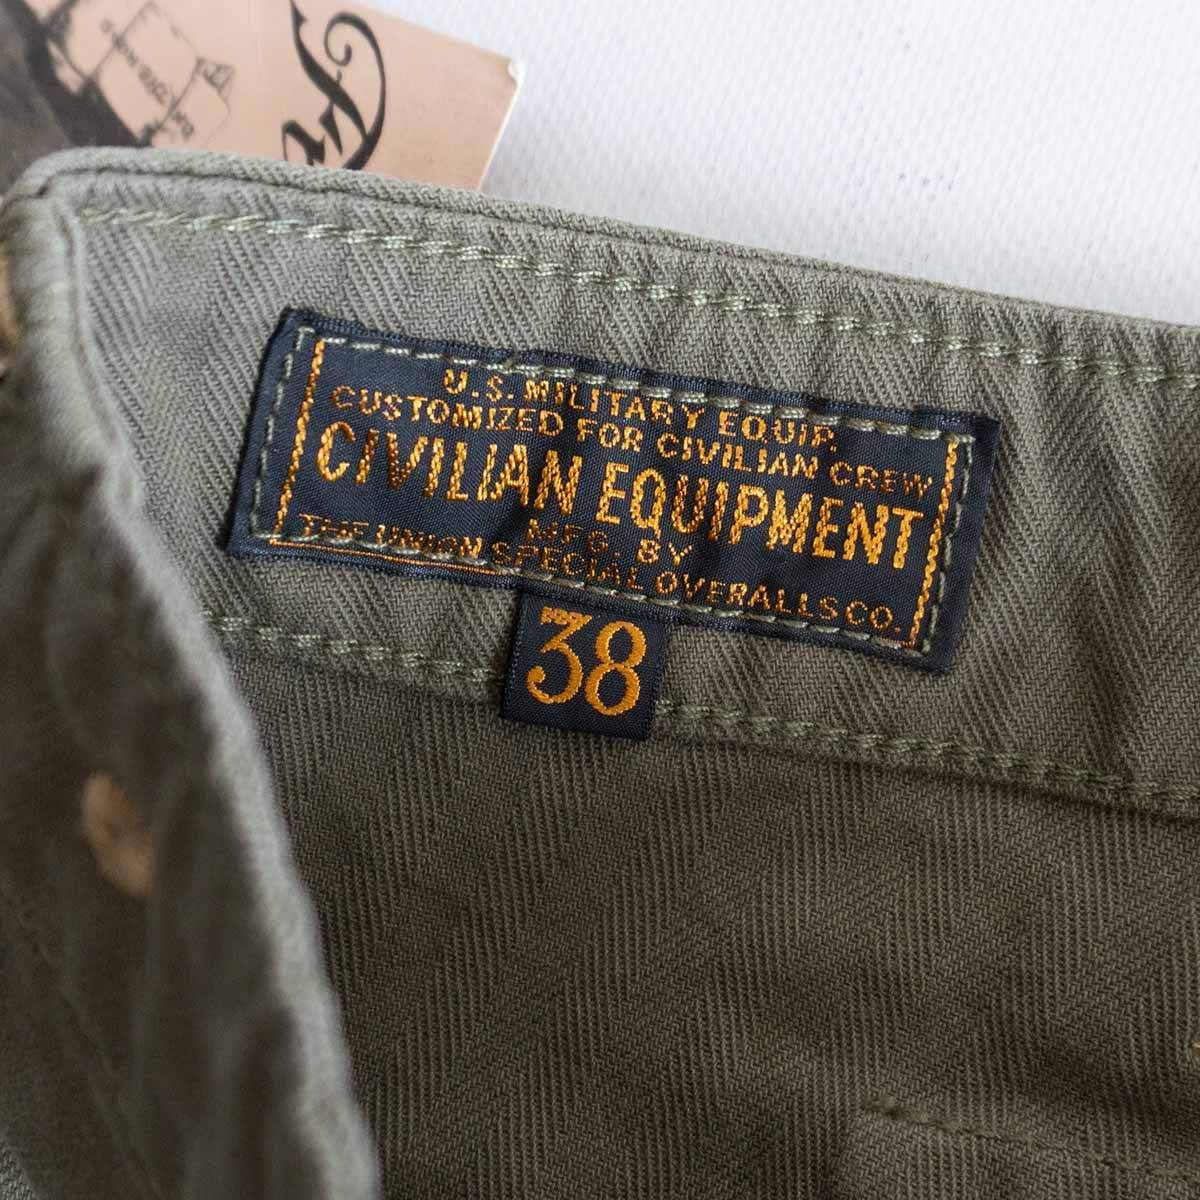 U.S. MILITARY EQUIP.
CUSTOMIZED FOR CIVILIAN CREW
CIVILIAN EQUIPMENT
MFG. BY
THE UNION SPECIAL OVERALLS CO.
38